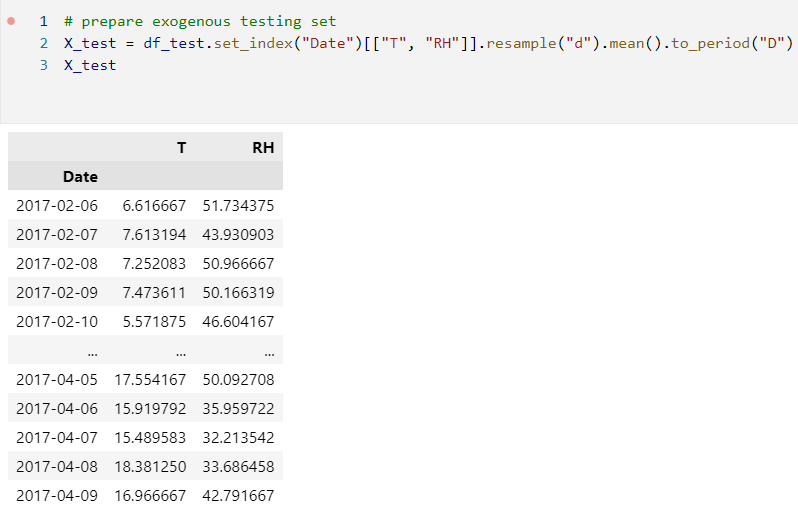 1 # prepare exogenous testing set
2 X_test = df_test.set_index("Date")[["T", "RH"]].resample("d").mean().to_period("D")
3 X_test
T RH
Date
2017-02-06 6.616667 51.734375
2017-02-07 7.613194 43.930903
2017-02-08 7.252083 50.966667
2017-02-09 7.473611 50.166319
2017-02-10 5.571875 46.604167
... ... ...
2017-04-05 17.554167 50.092708
2017-04-06 15.919792 35.959722
2017-04-07 15.489583 32.213542
2017-04-08 18.381250 33.686458
2017-04-09 16.966667 42.791667